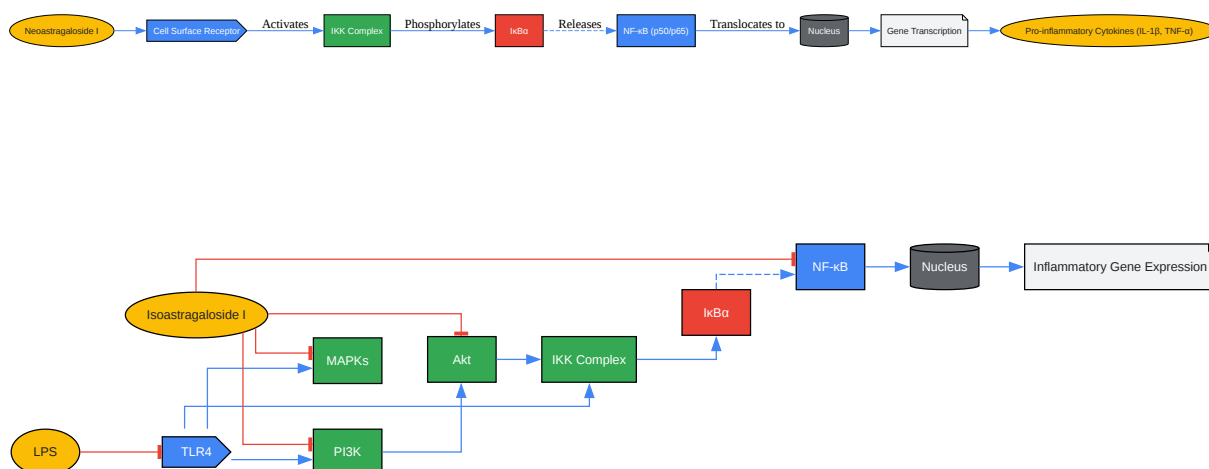 Neoastragaloside I
Cell Surface Receptor
Activates
IKK Complex
Phosphorylates
IκBα
Releases
NF-κB (p50/p65)
Translocates to
Nucleus
Gene Transcription
Pro-inflammatory Cytokines (IL-1β, TNF-α)
NF-κB
Nucleus
Inflammatory Gene Expression
Isoastragaloside I
IκBα
MAPKs
Akt
IKK Complex
LPS
TLR4
PI3K